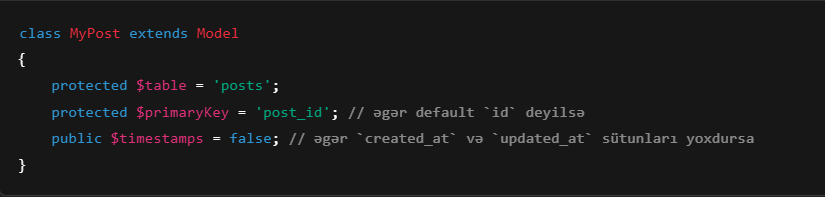 class MyPost extends Model
{
    protected $table = 'posts';
    protected $primaryKey = 'post_id'; // əgər default `id` deyilsə
    public $timestamps = false; // əgər `created_at` və `updated_at` sütunları yoxdursa
}